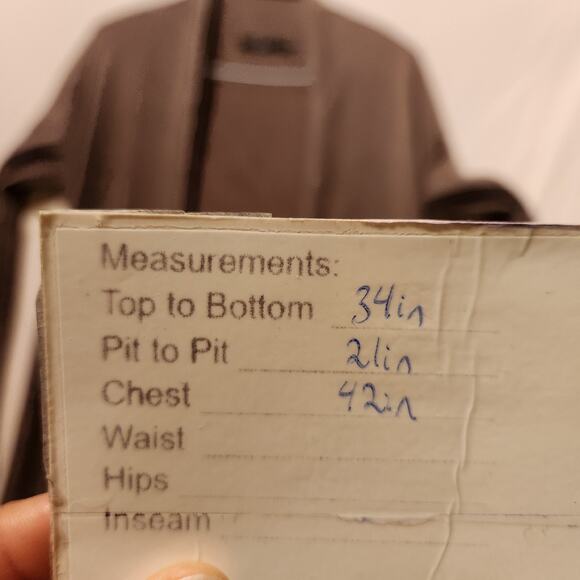 Measurements:
Top to Bottom 34in
Pit to Pit 21in
Chest 42in
Waist
Hips
Inseam